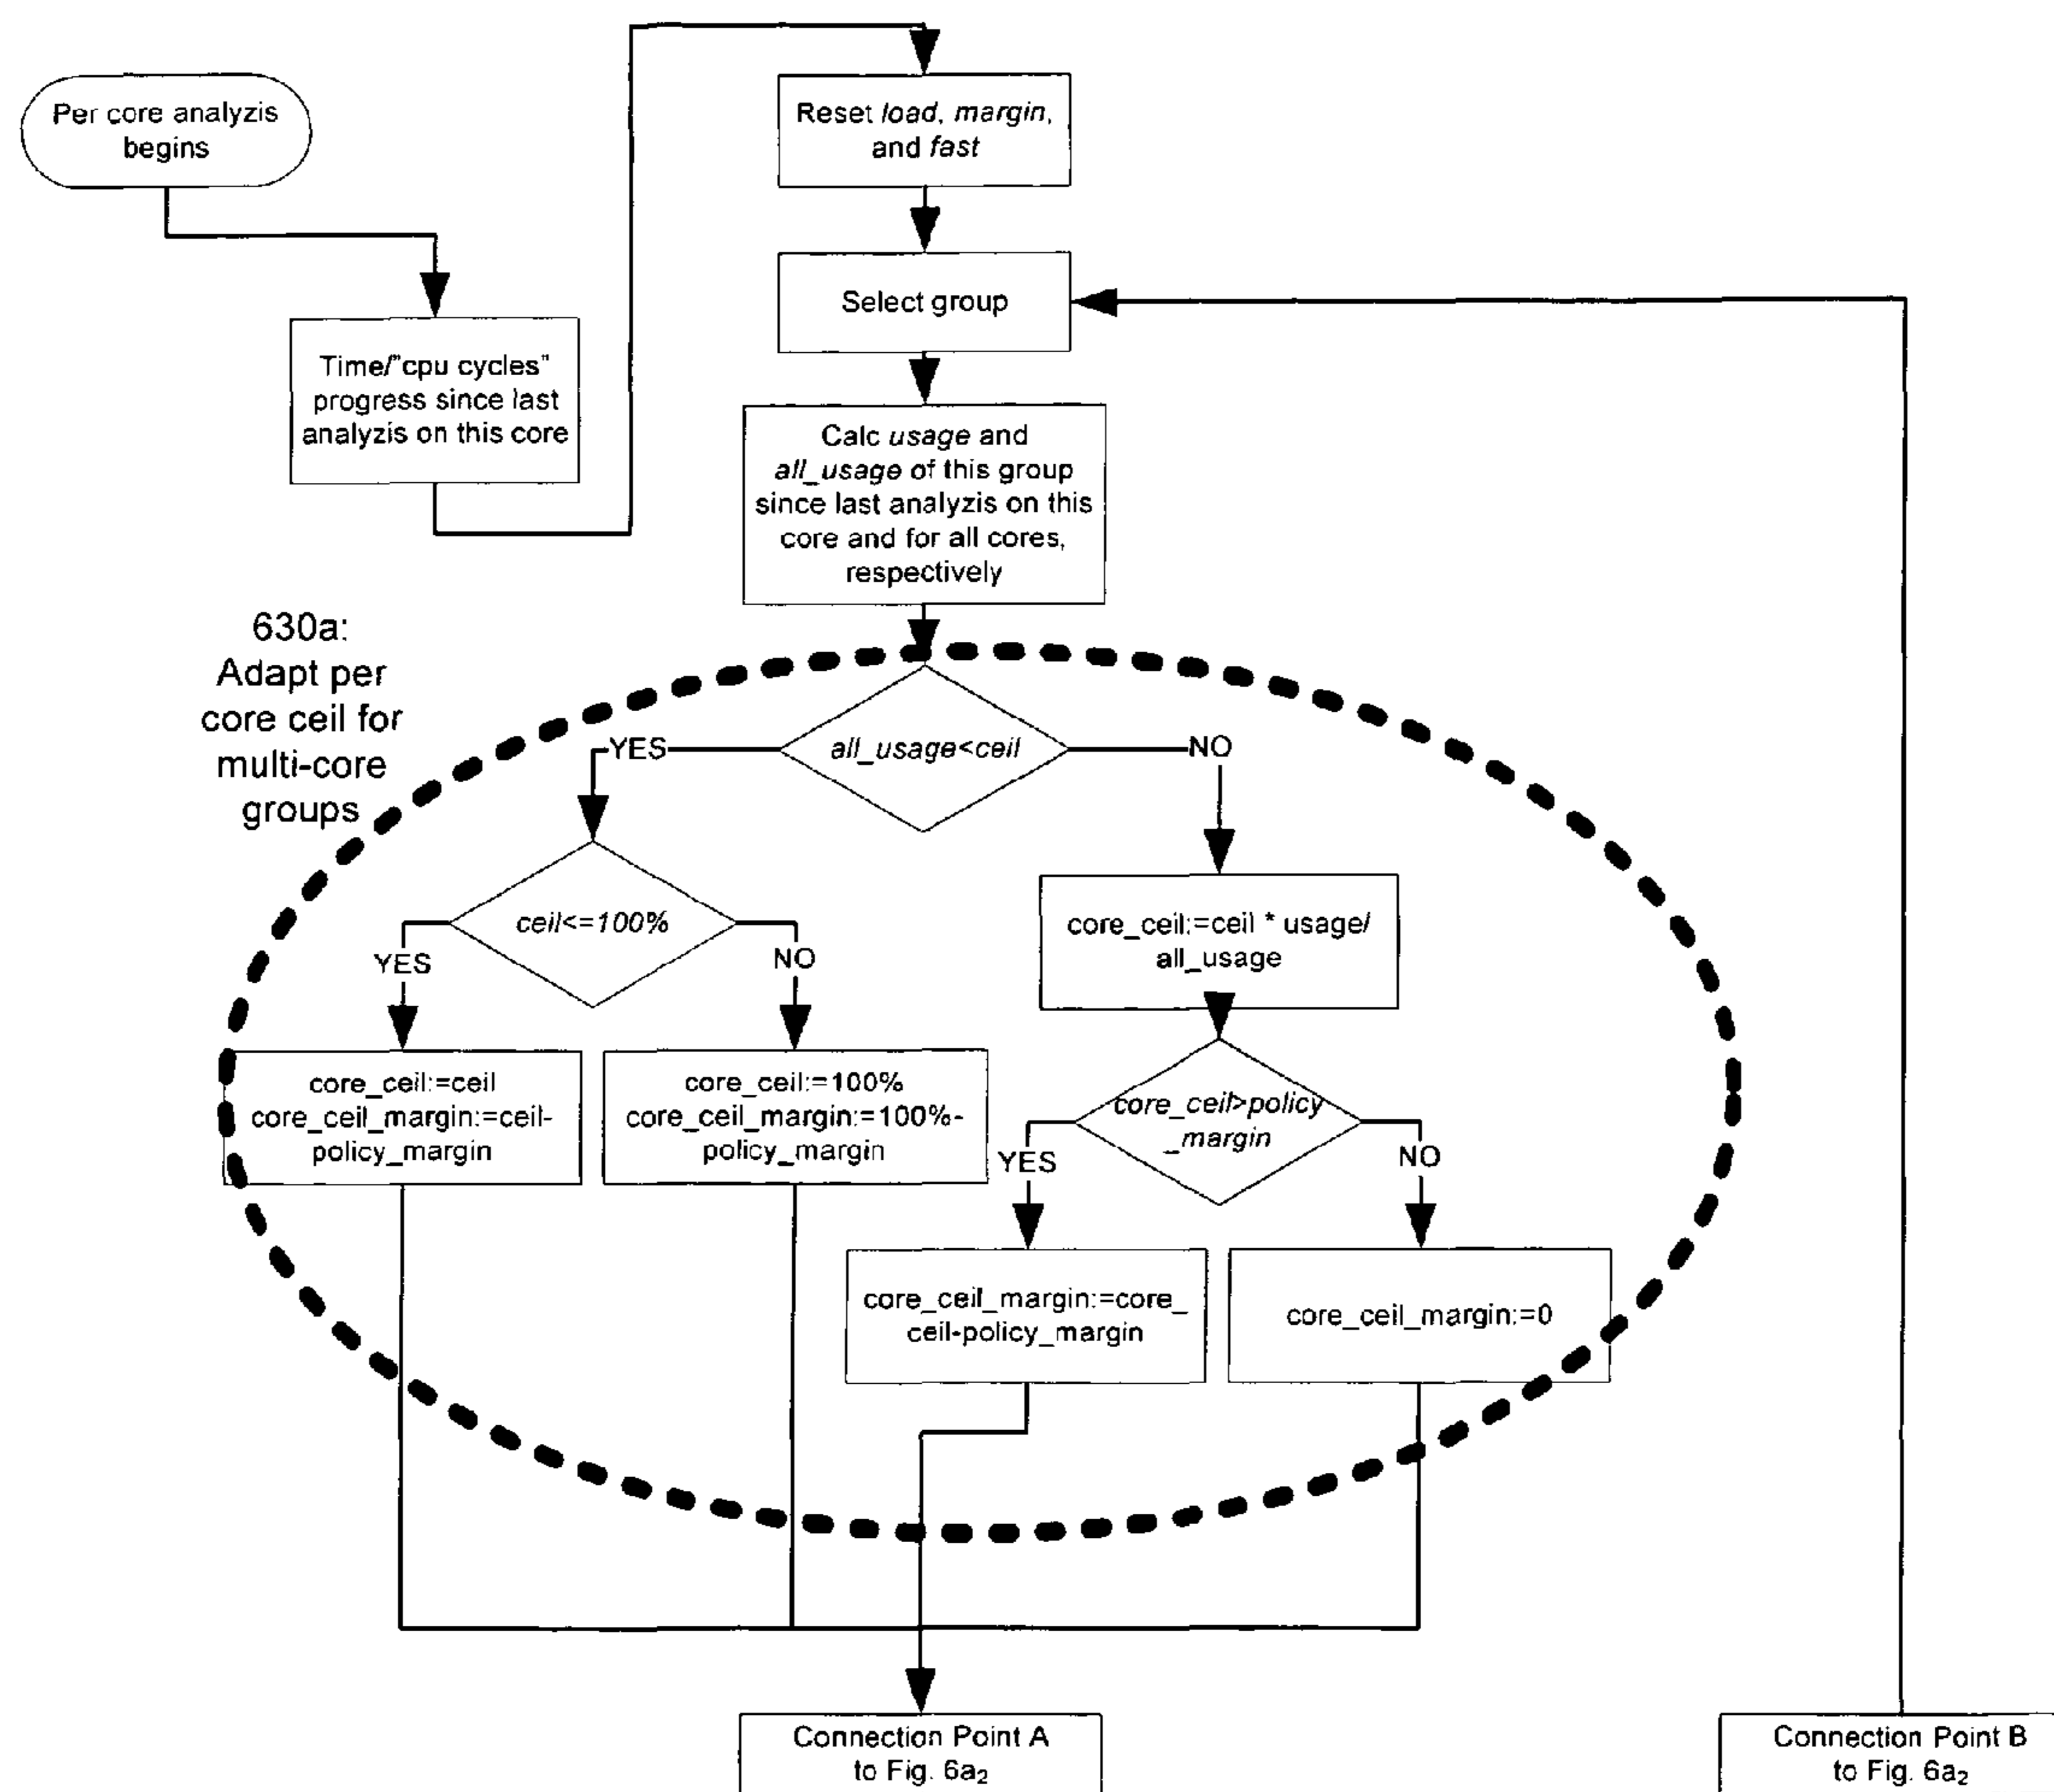 Per core analyzis
begins
Time/"cpu cycles"
progress since last
analyzis on this core
Reset load, margin,
and fast
Select group
Calc usage and
all_usage of this group
since last analyzis on this
core and for all cores,
respectively
630a:
Adapt per
core ceil for
multi-core
groups
all_usage<ceil
YES
NO
ceil<=100%
YES
NO
core_ceil:=ceil
core_ceil_margin:=ceil-
policy_margin
core_ceil:=100%
core_ceil_margin:=100%-
policy_margin
core_ceil:=ceil * usage/
all_usage
core_ceil>policy
_margin
YES
NO
core_ceil_margin:=core_
ceil-policy_margin
core_ceil_margin:=0
Connection Point A
to Fig. 6a₂
Connection Point B
to Fig. 6a₂